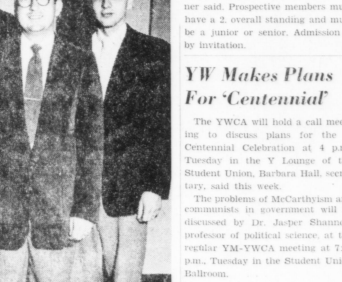 ner said. Prospective members mu
have a 2. overall standing and mu
be a junior or senior. Admission
by invitation.
YW Makes Plans
For 'Centennial'
The YWCA will hold a call mee
ing to discuss plans for the
Centennial Celebration at 4 p.m
Tuesday in the Y Lounge of t
Student Union, Barbara Hall, secr
tary, said this week.
The problems of McCarthyism a
communists in government will
discussed by Dr. Jasper Shanno
professor of political science, at t
regular YM-YWCA meeting at 7:
p.m., Tuesday in the Student Uni
Ballroom.